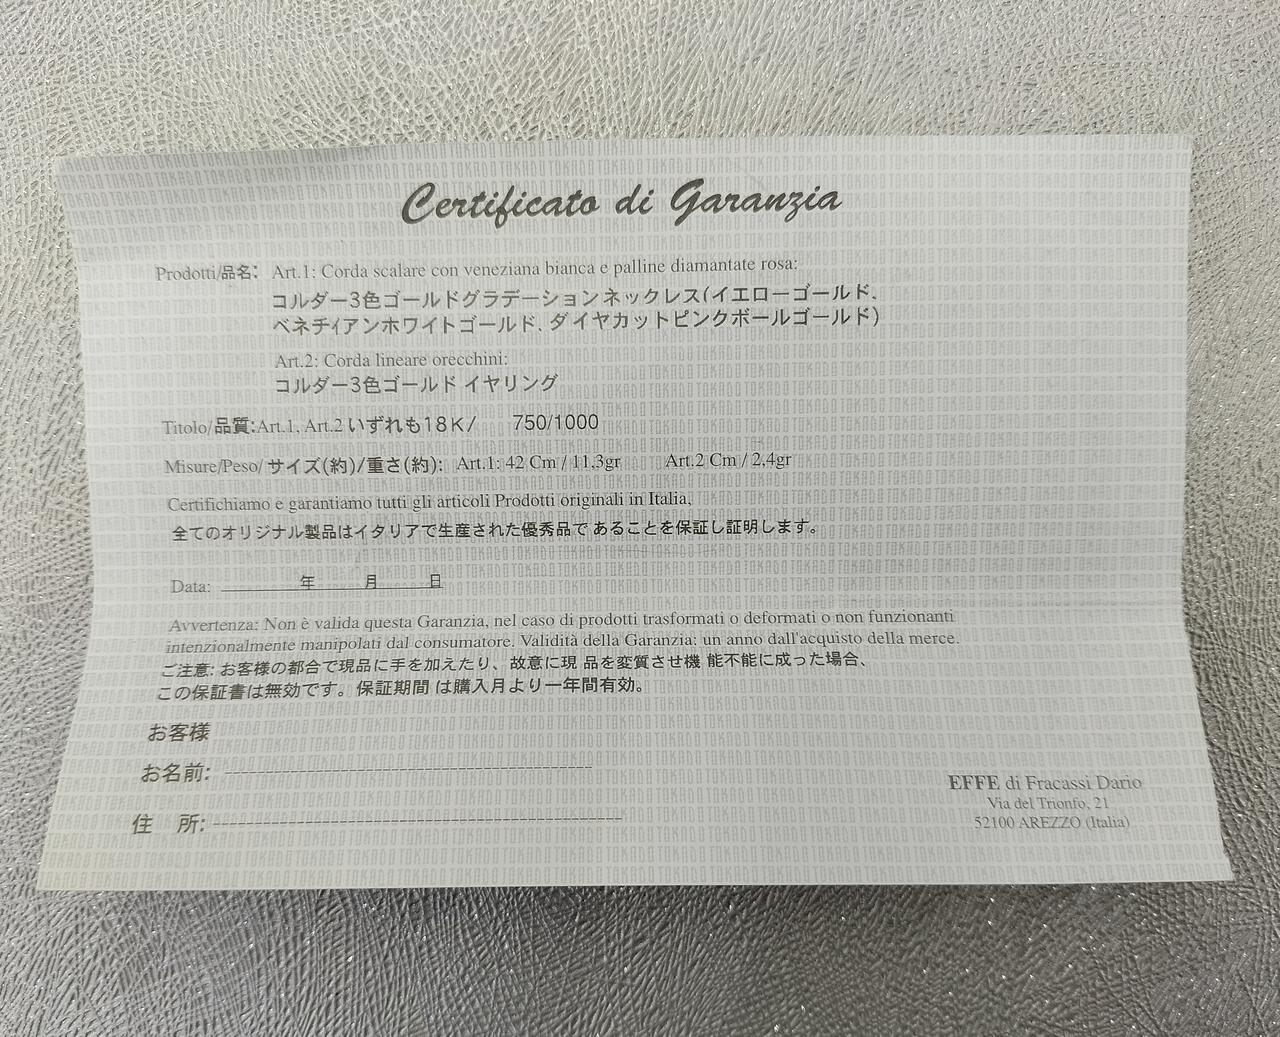 Certificato di Garanzia
Prodotti/品名: Art.1: Corda scalare con veneziana bianca e palline diamantate rosa:
コルダー3色ゴールドグラデーションネックレス(イエローゴールド、
ベネチィアンホワイトゴールド、ダイヤカットピンクボールゴールド)
Art.2: Corda lineare orecchini:
コルダー3色ゴールド イヤリング
Titolo/品質:Art.1, Art.2 いずれも18K/ 750/1000
Misure/Peso/サイズ(約)/重さ(約): Art.1: 42 Cm / 11,3gr Art.2 Cm / 2,4gr
Certifichiamo e garantiamo tutti gli articoli Prodotti originali in Italia,
全てのオリジナル製品はイタリアで生産された優秀品で あることを保証し証明します。
Data: 年 月 日
Avvertenza: Non è valida questa Garanzia, nel caso di prodotti trasformati o deformati o non funzionanti
intenzionalmente manipolati dal consumatore. Validità della Garanzia: un anno dall'acquisto della merce.
ご注意: お客様の都合で現品に手を加えたり、故意に現 品を変質させ機 能不能に成った場合、
この保証書は無効です。保証期間 は購入月より一年間有効。
お客様
お名前:
住 所:
EFFE di Fracassi Dario
Via del Trionfo, 21
52100 AREZZO (Italia)